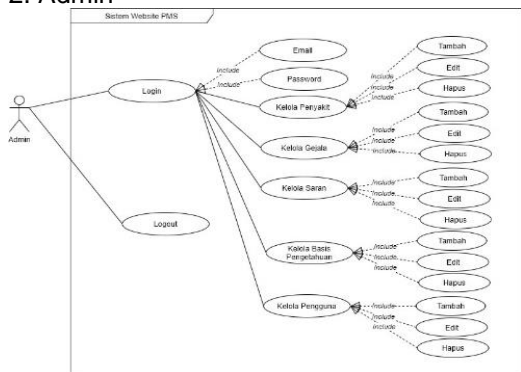 2. Admin
Sistem Website PMS
Email
Include
Password
Include
Login
Kelola Penyakit
Tambah
Include
Edit
Include
Hapus
Include
Admin
Kelola Gejala
Tambah
Include
Edit
Include
Hapus
Include
Kelola Saran
Tambah
Include
Edit
Include
Hapus
Include
Logout
Kelola Basis
Pengetahuan
Tambah
Include
Edit
Include
Hapus
Include
Kelola Pengguna
Tambah
Include
Edit
Include
Hapus
Include